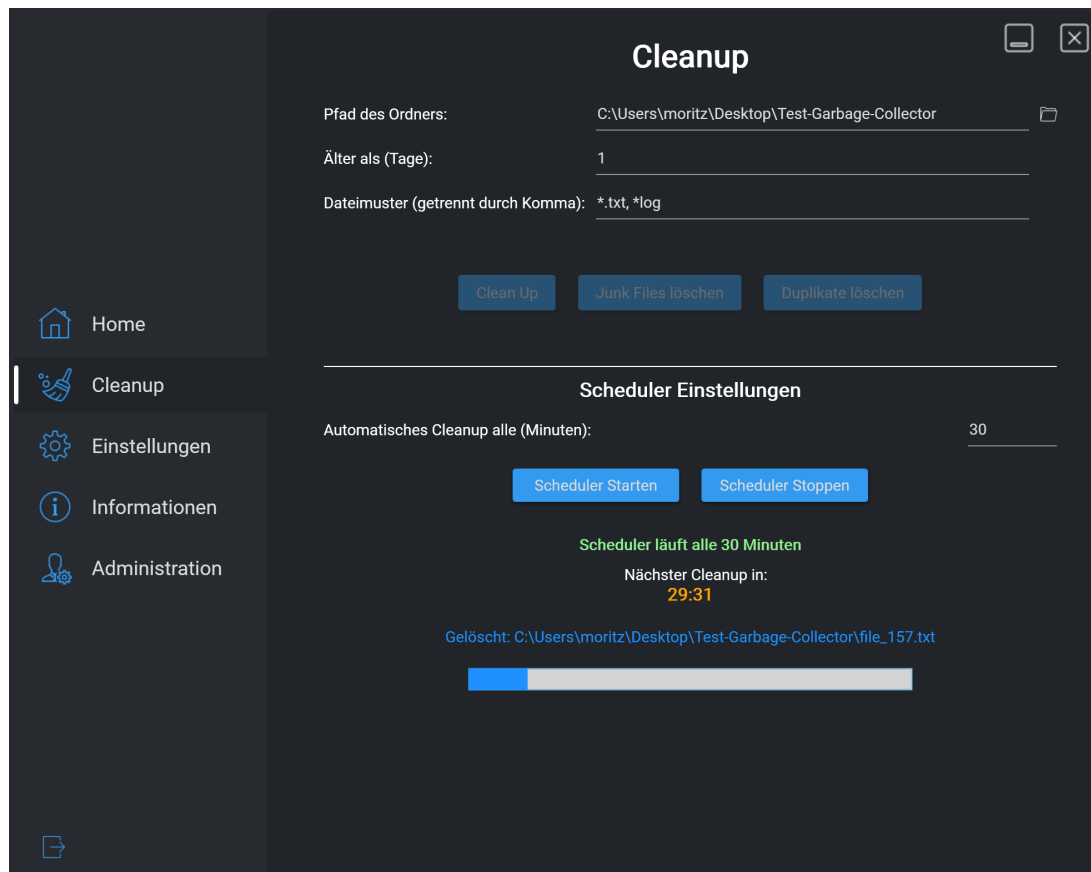 Cleanup
Pfad des Ordners: C:\Users\moritz\Desktop\Test-Garbage-Collector
Älter als (Tage): 1
Dateimuster (getrennt durch Komma): *.txt, *log
Clean Up Junk Files löschen Duplikate löschen
Home
Cleanup
Einstellungen
Informationen
Administration
Scheduler Einstellungen
Automatisches Cleanup alle (Minuten): 30
Scheduler Starten Scheduler Stoppen
Scheduler läuft alle 30 Minuten
Nächster Cleanup in:
29:31
Gelöscht: C:\Users\moritz\Desktop\Test-Garbage-Collector\file_157.txt